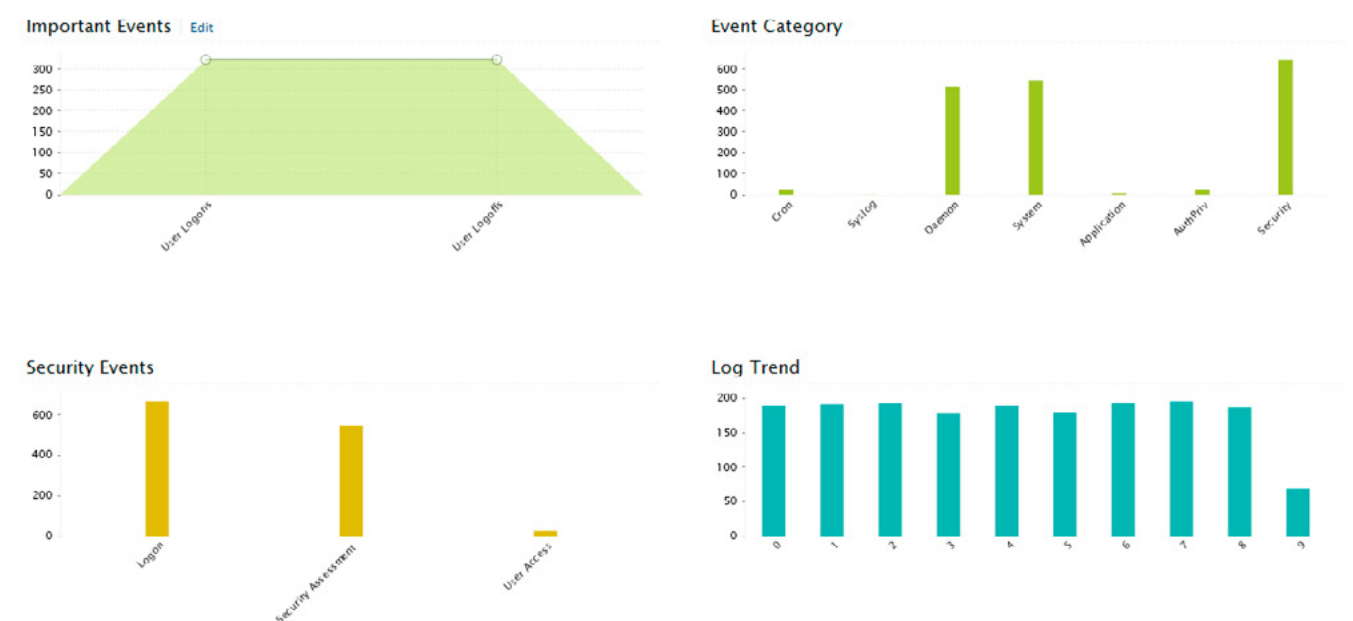 Important Events Edit
300
250
200
150
100
50
0
User Logons
User Logoffs
Event Category
600
500
400
300
200
100
0
Cron
Syslog
Daemon
System
Application
AuthPriv
Security
Security Events
600
400
200
0
Logon
Security Assessment
User Access
Log Trend
200
150
100
50
0
0
1
2
3
4
5
6
7
8
9